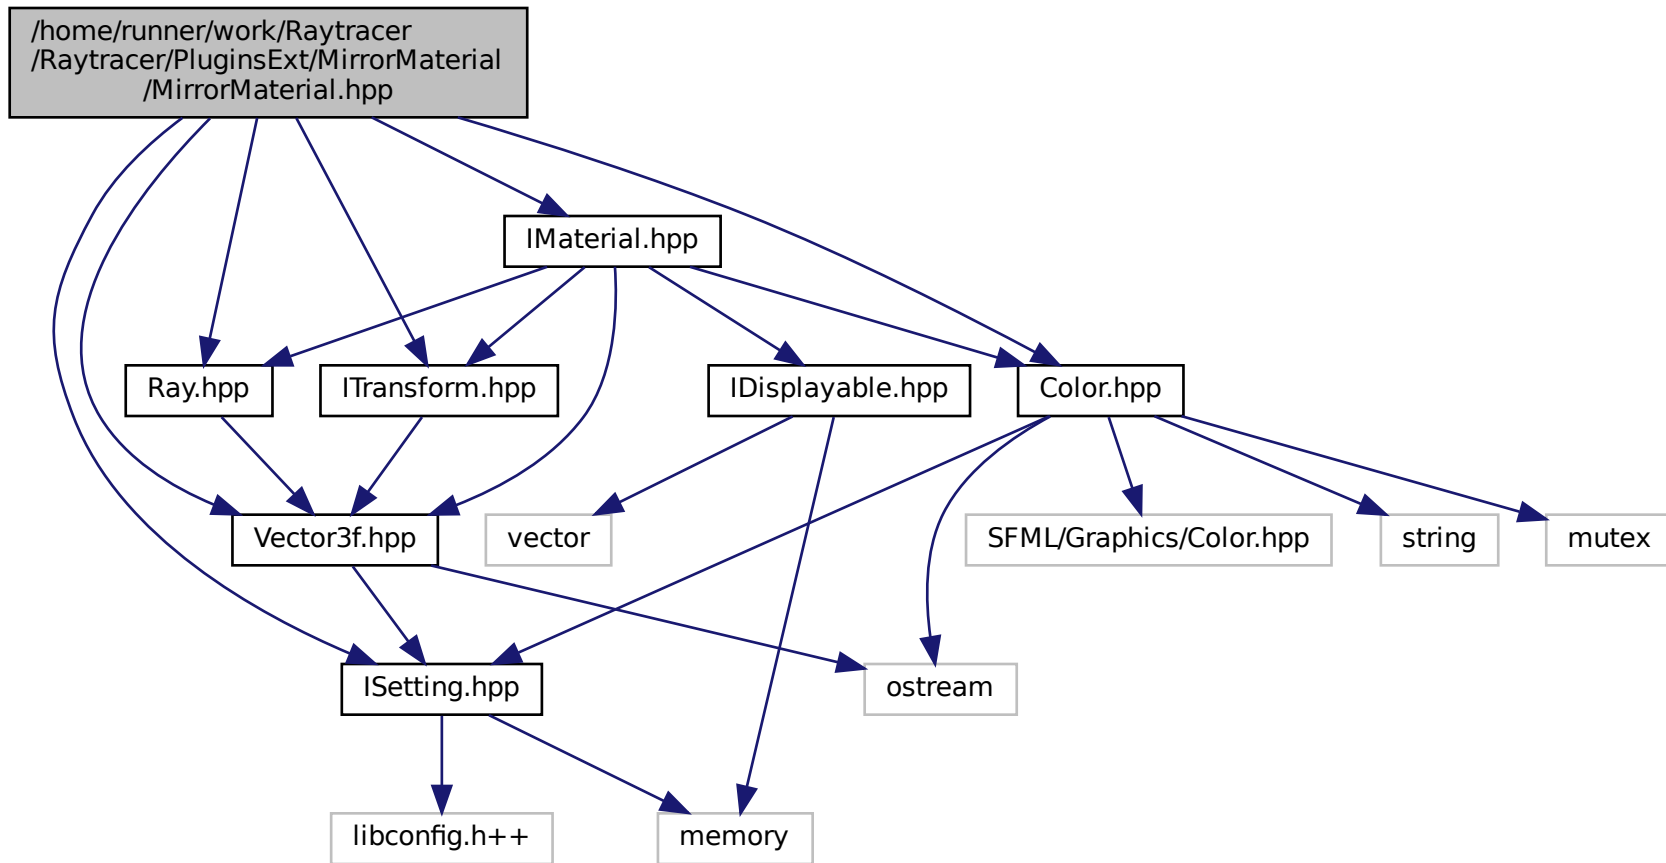 /home/runner/work/Raytracer
/Raytracer/PluginsExt/MirrorMaterial
/MirrorMaterial.hpp
IMaterial.hpp
Ray.hpp
ITransform.hpp
IDisplayable.hpp
Color.hpp
Vector3f.hpp
vector
SFML/Graphics/Color.hpp
string
mutex
ISetting.hpp
ostream
libconfig.h++
memory